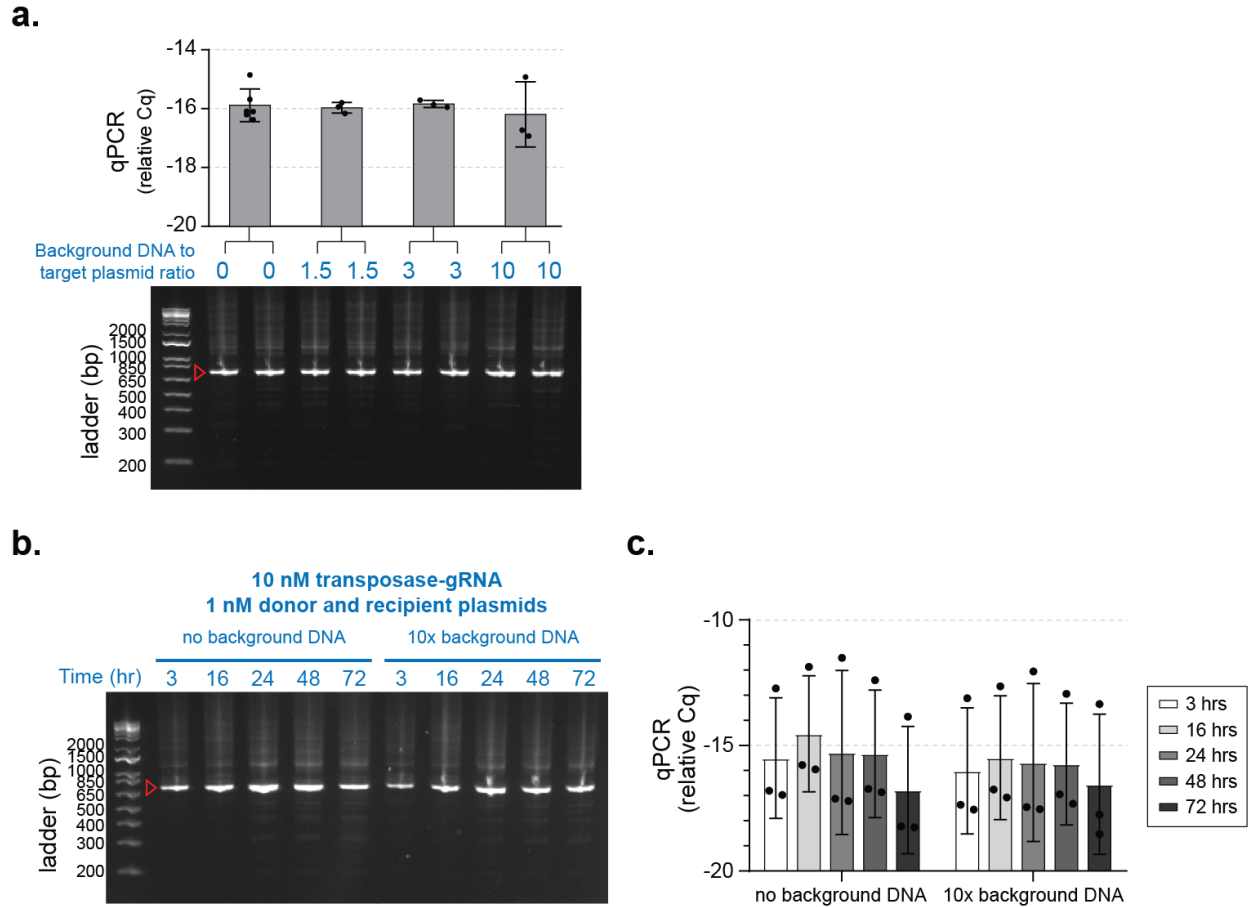 a.
-14
-16
-18
-20
qPCR
(relative Cq)
Background DNA to
target plasmid ratio
0 0 1.5 1.5 3 3 10 10
ladder (bp)
2000
1500
1000
850
650
500
400
300
200
b.
10 nM transposase-gRNA
1 nM donor and recipient plasmids
no background DNA 10x background DNA
Time (hr) 3 16 24 48 72 3 16 24 48 72
ladder (bp)
2000
1500
1000
850
650
500
400
300
200
c.
-10
-15
-20
qPCR
(relative Cq)
no background DNA 10x background DNA
3 hrs
16 hrs
24 hrs
48 hrs
72 hrs